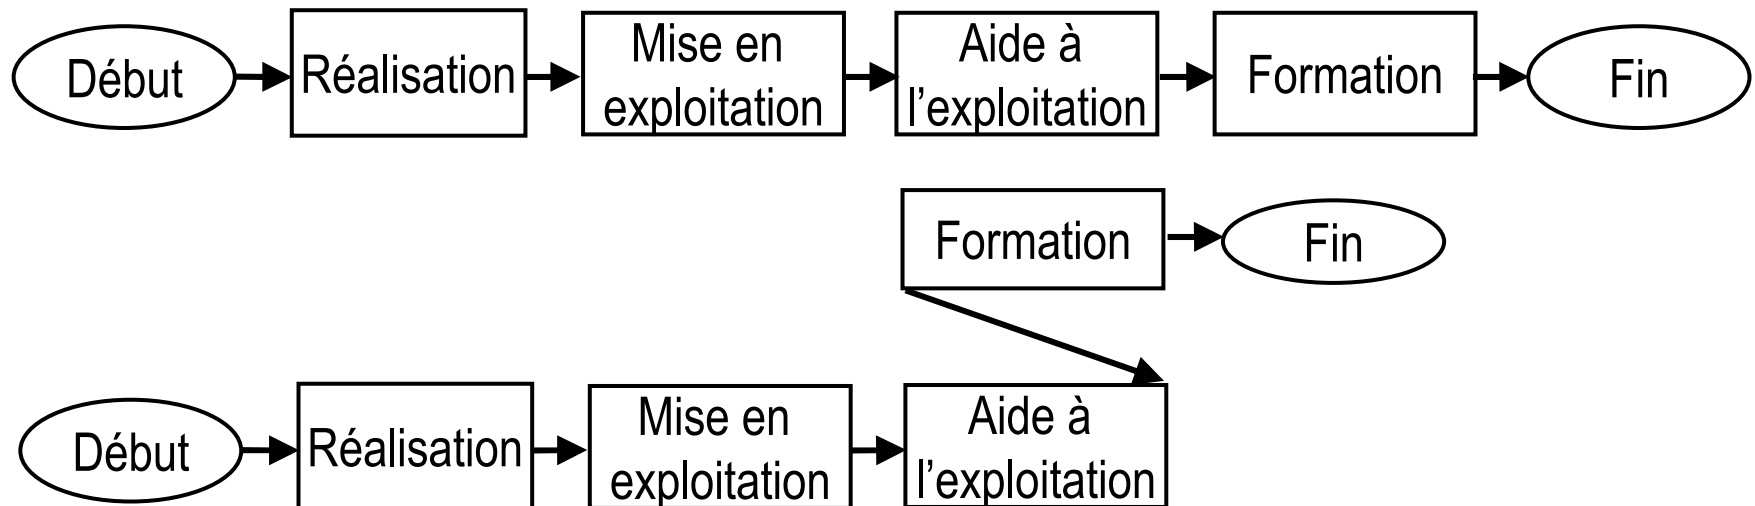 Début
Réalisation
Mise en
exploitation
Aide à
l’exploitation
Formation
Fin
Formation
Fin
Début
Réalisation
Mise en
exploitation
Aide à
l’exploitation